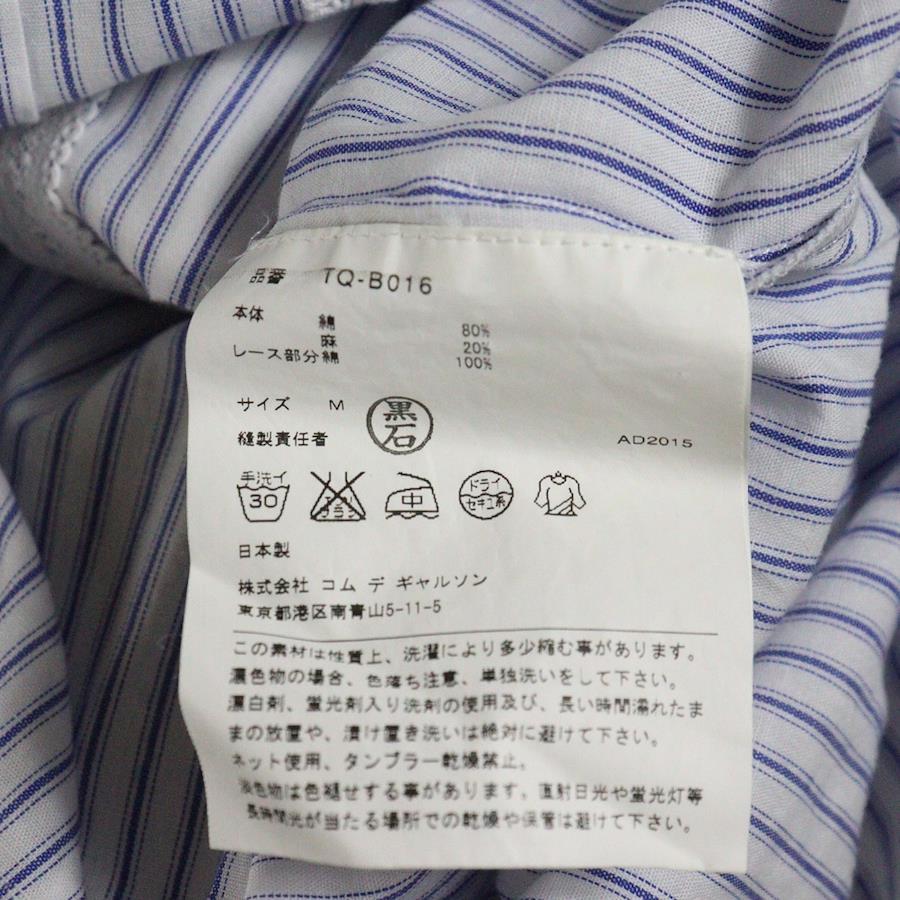 品番 TQ-B016
本体 綿 80%
麻 20%
レース部分綿 100%
サイズ M
黒石
縫製責任者 AD2015
手洗イ 30 中 ドライ セキユ系
日本製
株式会社 コム デ ギャルソン
東京都港区南青山5-11-5
この素材は性質上、洗濯により多少縮む事があります。
濃色物の場合、色落ち注意、単独洗いをして下さい。
漂白剤、蛍光剤入り洗剤の使用及び、長い時間濡れたま
まの放置や、漬け置き洗いは絶対に避けて下さい。
ネット使用、タンブラー乾燥禁止。
淡色物は色褪せする事があります。直射日光や蛍光灯等
長時間光が当たる場所での乾燥や保管は避けて下さい。